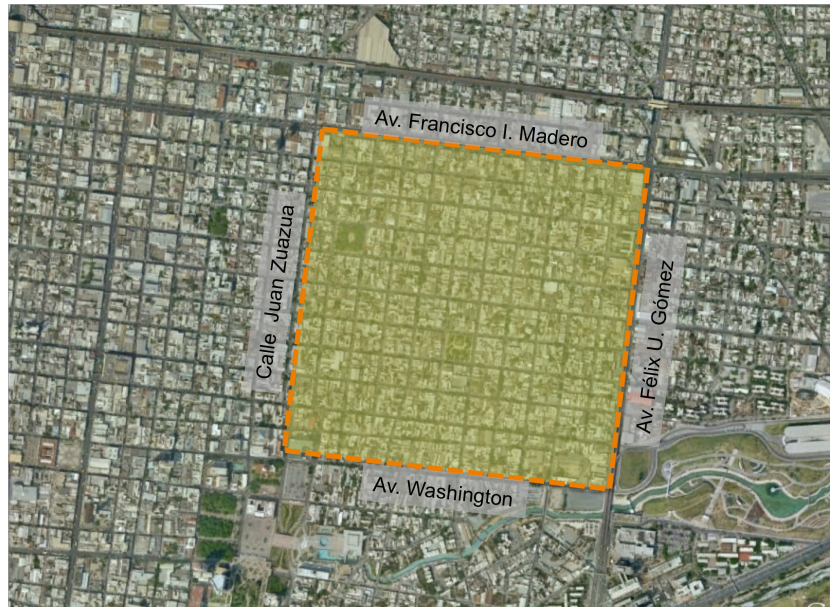 Av. Francisco I. Madero
Calle Juan Zuazua
Av. Félix U. Gómez
Av. Washington